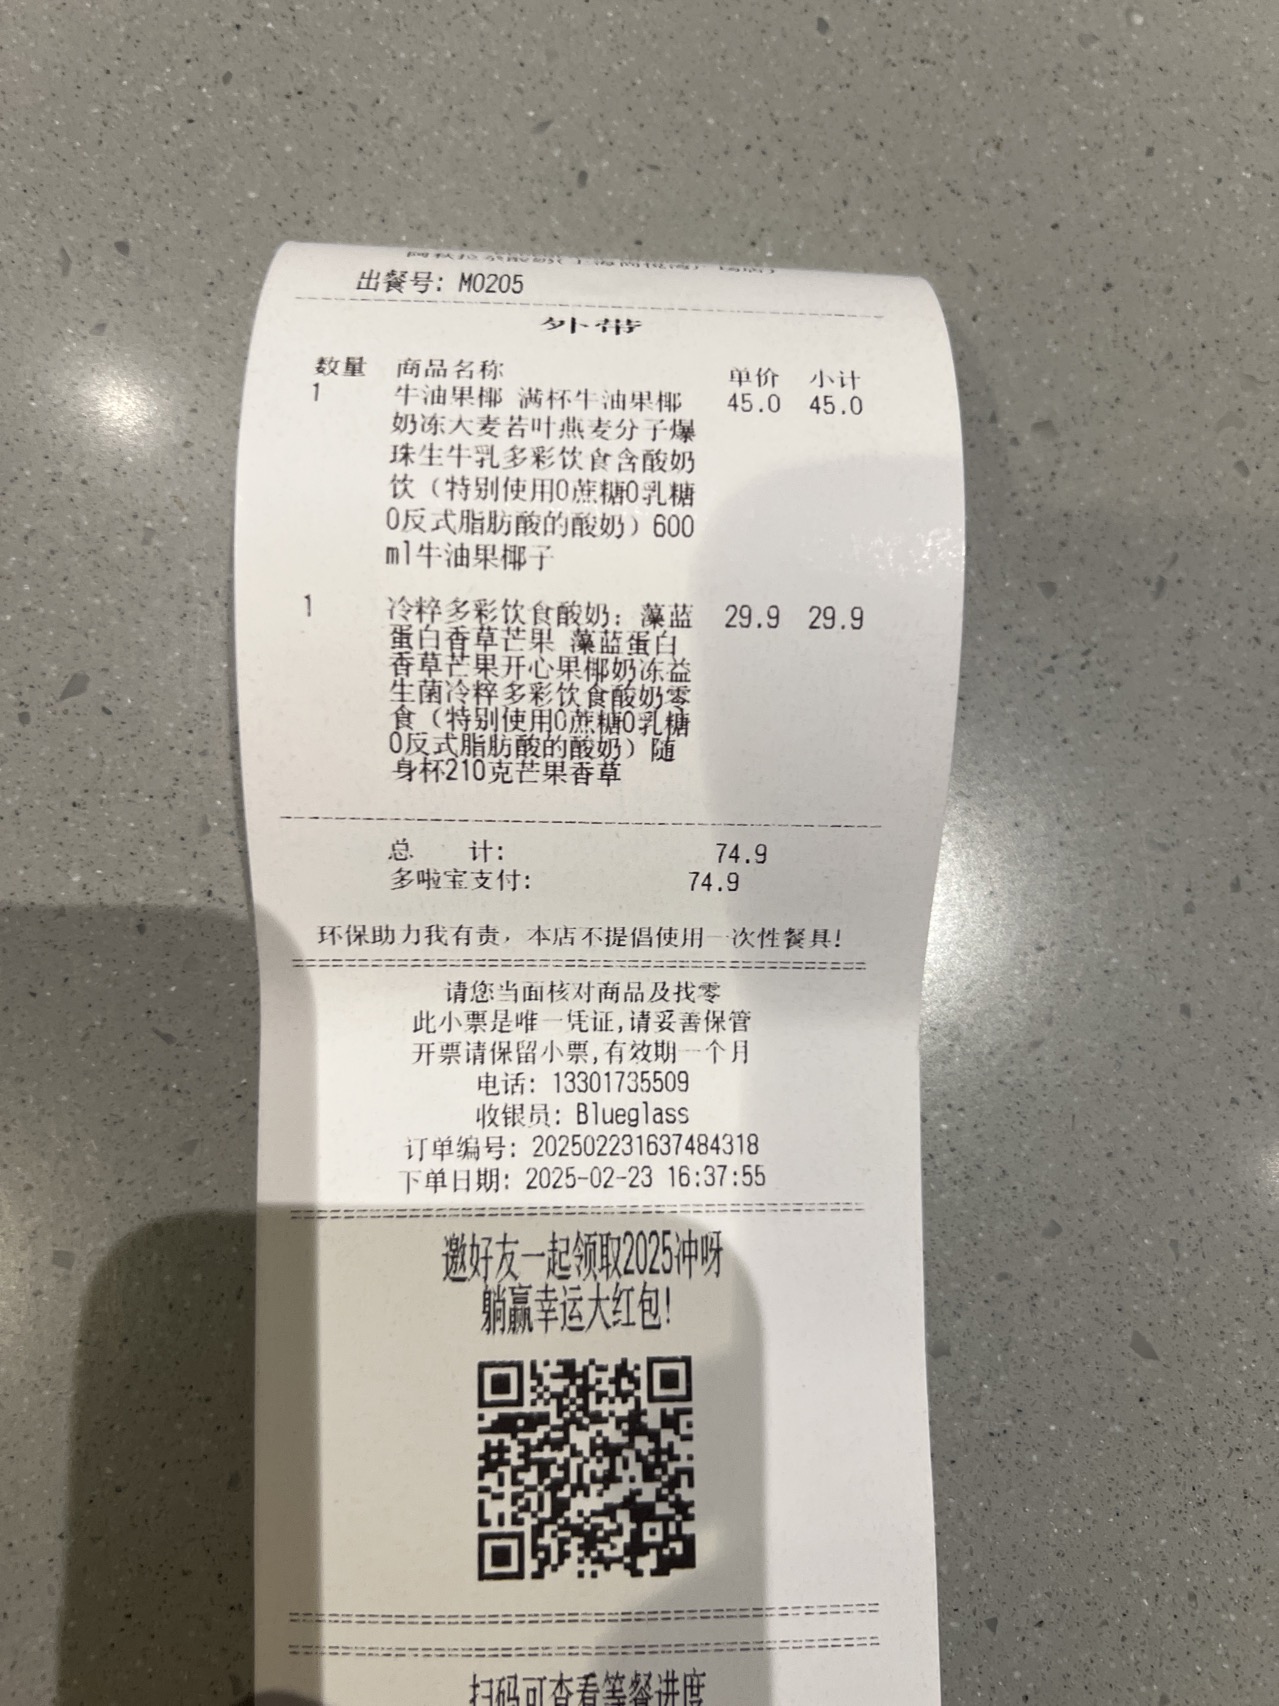 出餐号: M0205
外带
数量 商品名称 单价 小计
1 牛油果椰 满杯牛油果椰 45.0 45.0
奶冻大麦若叶燕麦分子爆
珠生牛乳多彩饮食含酸奶
饮（特别使用0蔗糖0乳糖
0反式脂肪酸的酸奶）600
ml牛油果椰子
1 冷粹多彩饮食酸奶: 藻蓝 29.9 29.9
蛋白香草芒果 藻蓝蛋白
香草芒果开心果椰奶冻益
生菌冷粹多彩饮食酸奶零
食（特别使用0蔗糖0乳糖
0反式脂肪酸的酸奶）随
身杯210克芒果香草
总 计: 74.9
多啦宝支付: 74.9
环保助力我有责，本店不提倡使用一次性餐具!
请您当面核对商品及找零
此小票是唯一凭证,请妥善保管
开票请保留小票,有效期一个月
电话: 13301735509
收银员: Blueglass
订单编号: 202502231637484318
下单日期: 2025-02-23 16:37:55
邀好友一起领取2025冲呀
躺赢幸运大红包!
扫码可查看等餐进度